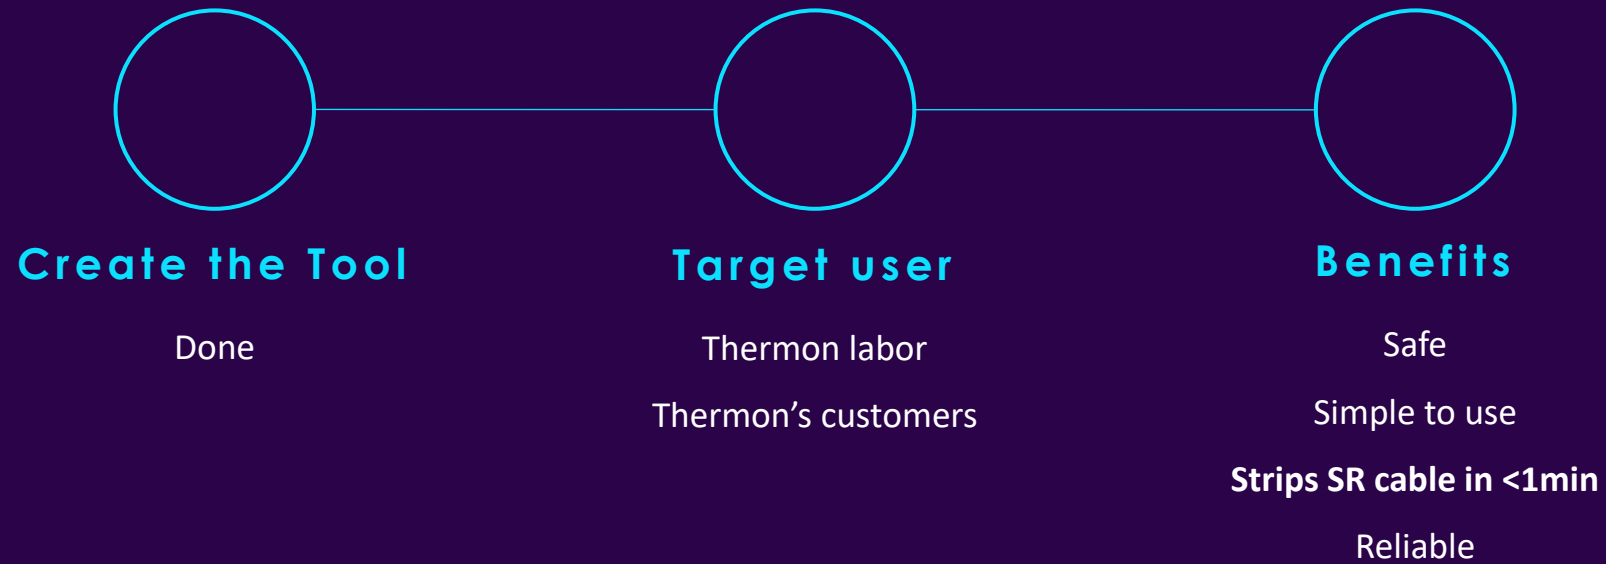 Create the Tool
Done
Target user
Thermon labor
Thermon’s customers
Benefits
Safe
Simple to use
Strips SR cable in <1min
Reliable